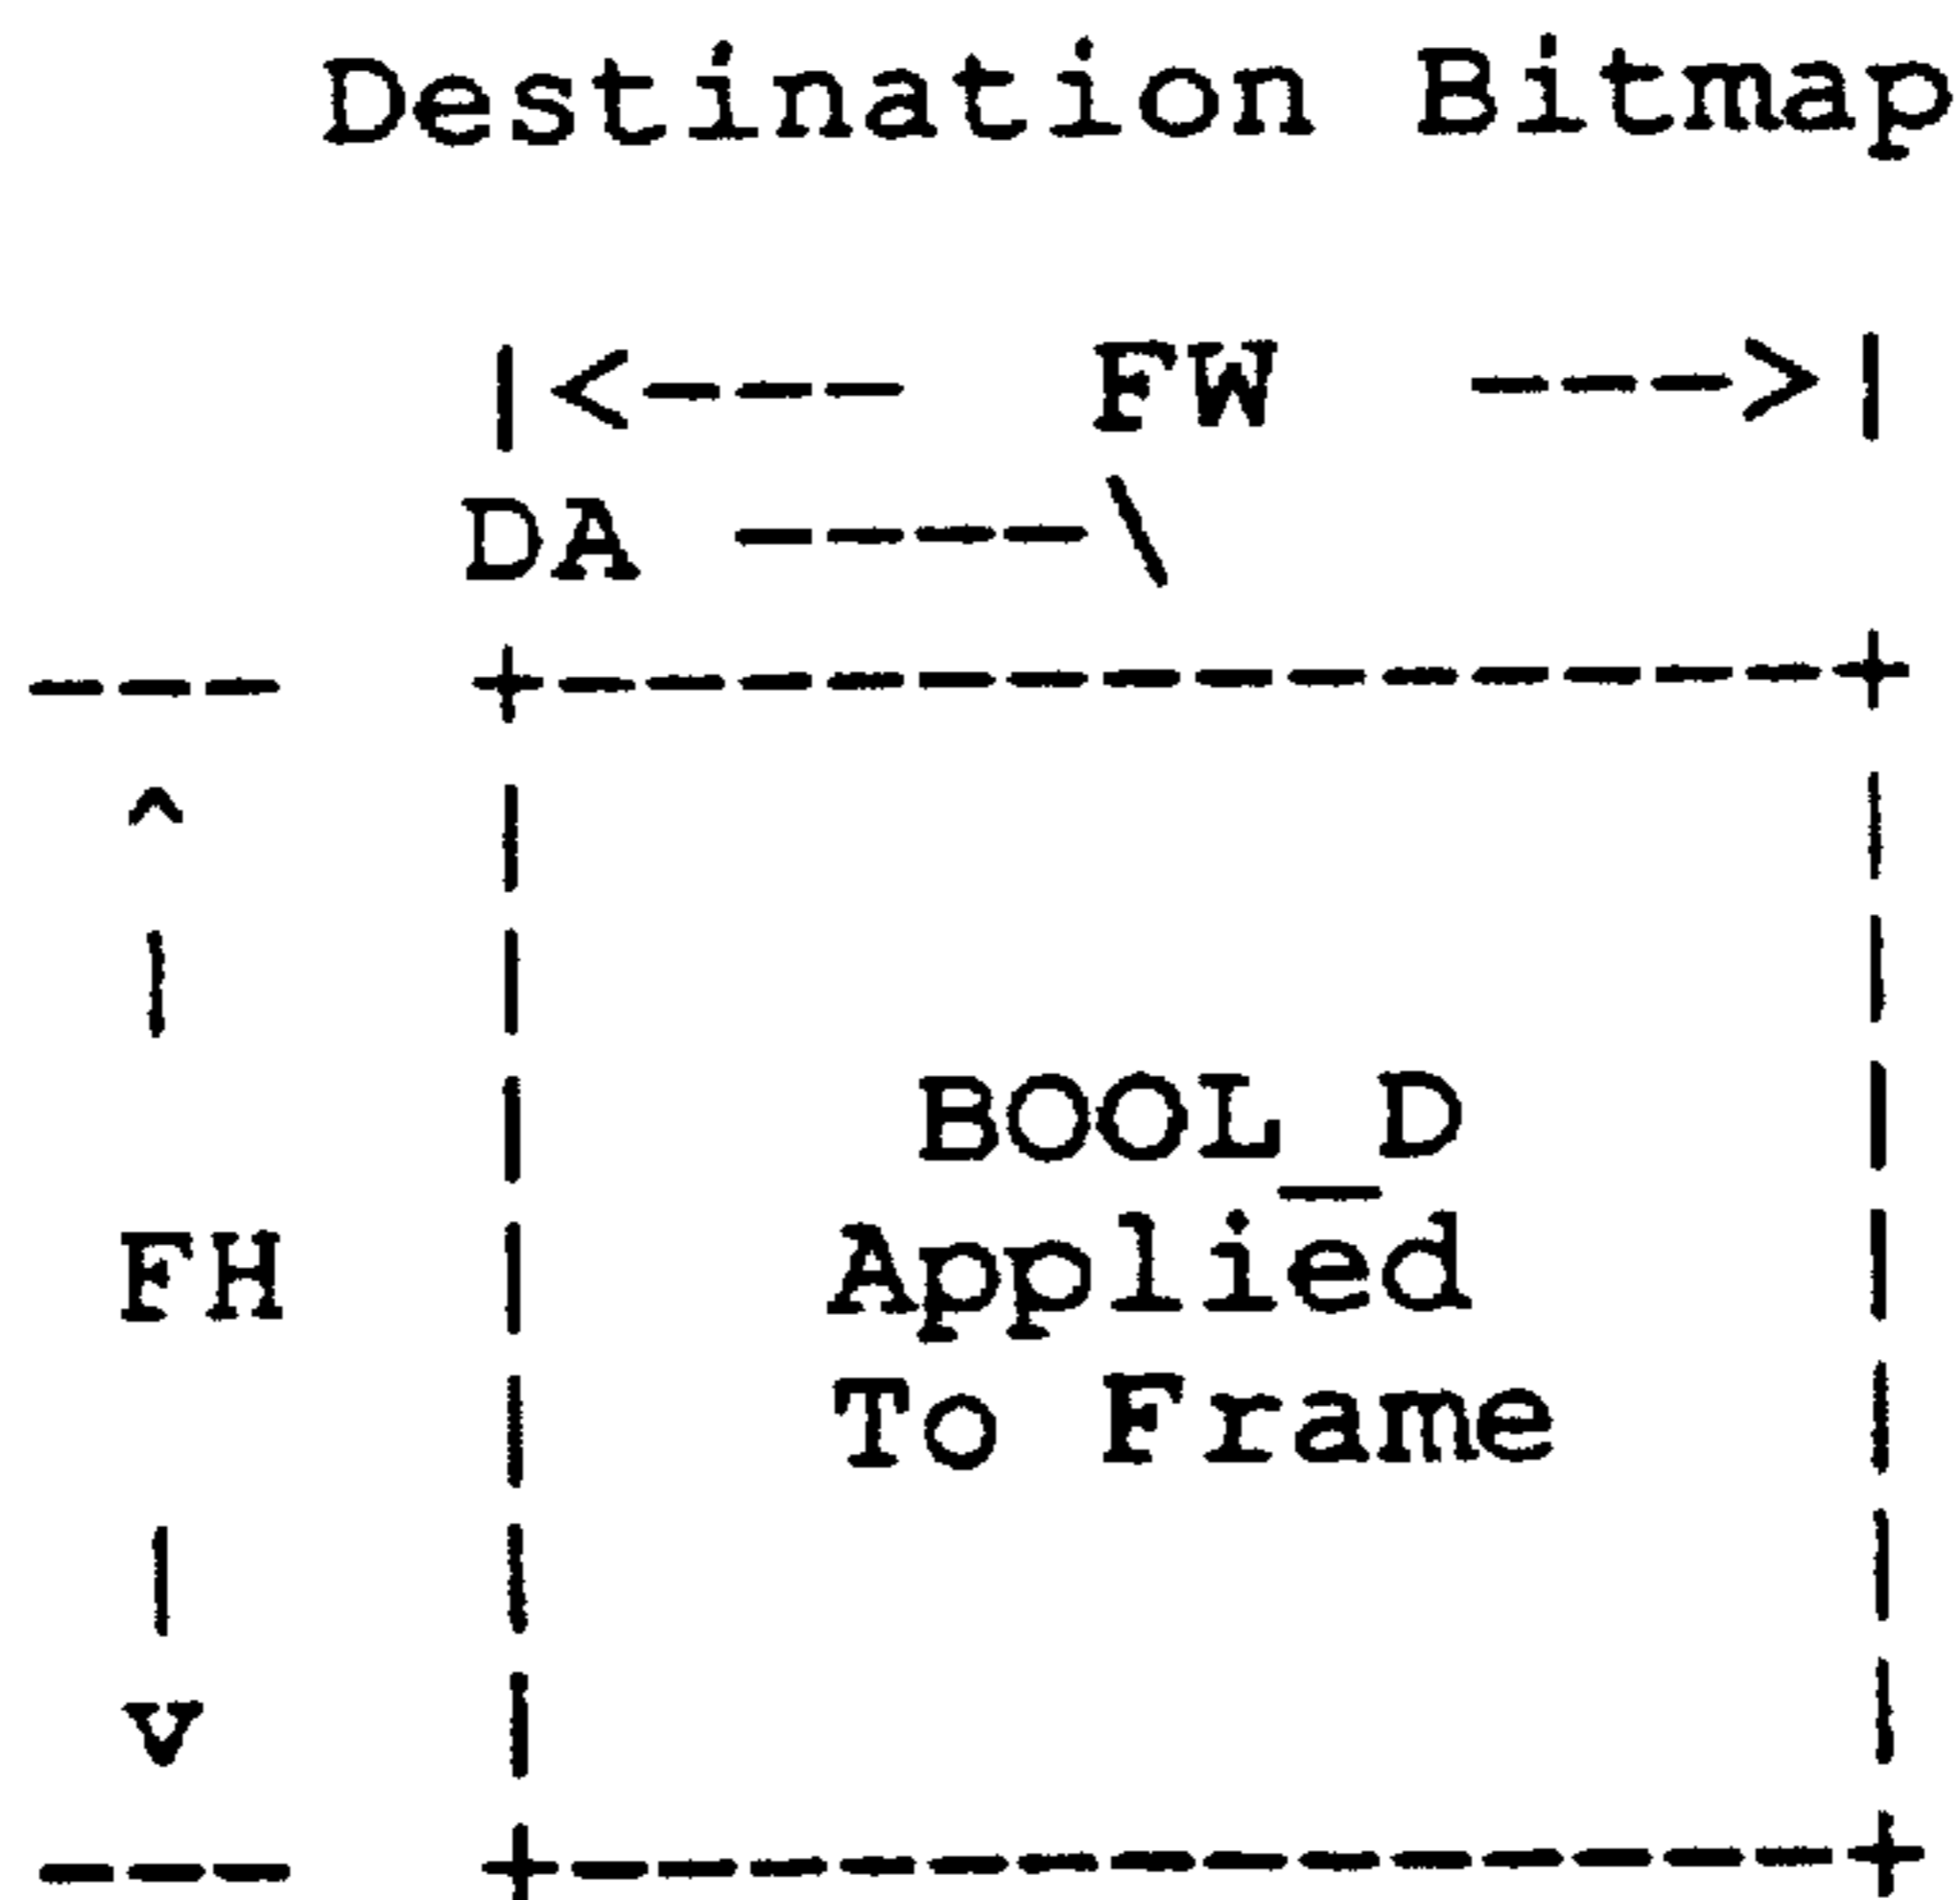 Destination Bitmap
|<--- FW --->|
DA ----\
--- +--------------+
^ | |
| | |
| BOOL_D |
FH | Applied |
| To Frame |
| | |
v | |
--- +--------------+